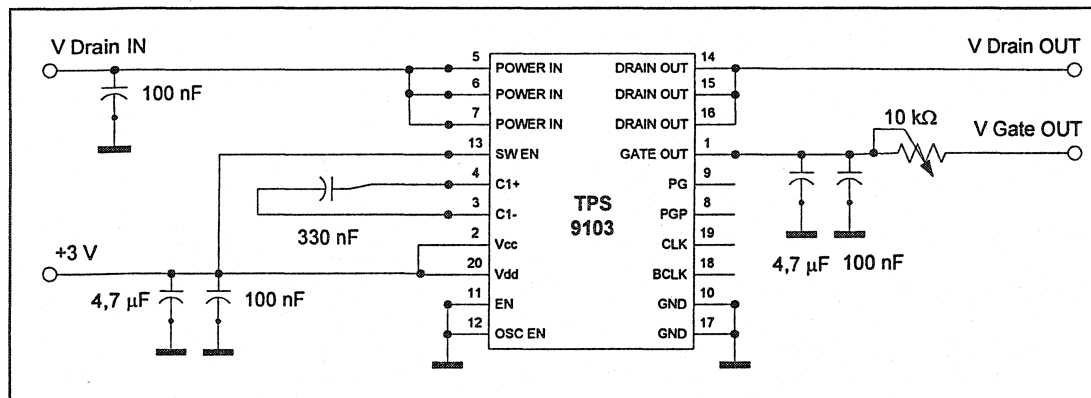 V Drain IN
V Drain OUT
5 POWER IN DRAIN OUT 14
100 nF
6 POWER IN DRAIN OUT 15
7 POWER IN DRAIN OUT 16
10 kΩ
V Gate OUT
13 SW EN GATE OUT 1
4 C1+ PG 9
TPS
9103
3 C1- PGP 8
330 nF
2 Vcc CLK 19
+3 V
20 Vdd BCLK 18
4,7 µF 100 nF
4,7 µF 100 nF
11 EN GND 10
12 OSC EN GND 17